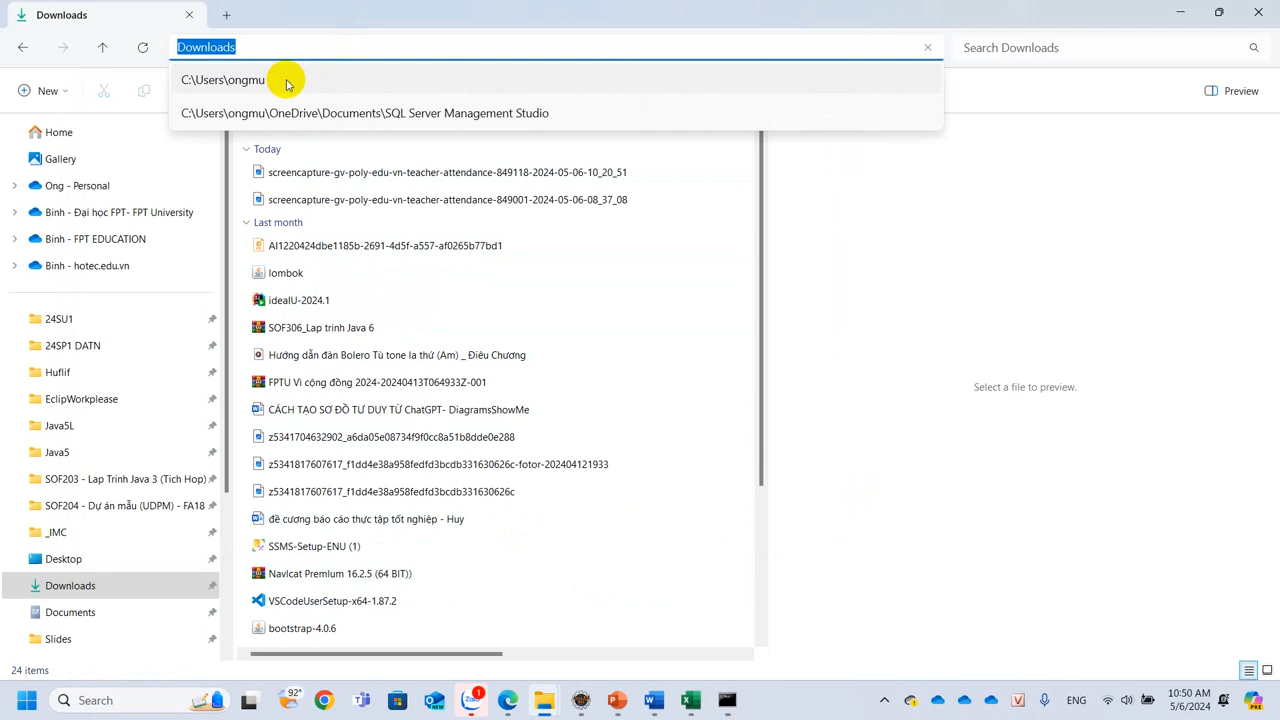 Downloads
Downloads
Search Downloads
C:\Users\ongmu
New
Preview
C:\Users\ongmu\OneDrive\Documents\SQL Server Management Studio
Home
Gallery
Ong - Personal
Binh - Đại học FPT- FPT University
Binh - FPT EDUCATION
Binh - hotec.edu.vn
24SU1
24SP1 DATN
Huflif
EclipWorkplease
Java5L
Java5
SOF203 - Lap Trinh Java 3 (Tich Hop)
SOF204 - Dự án mẫu (UDPM) - FA18
_IMC
Desktop
Downloads
Documents
Slides
Today
screencapture-gv-poly-edu-vn-teacher-attendance-849118-2024-05-06-10_20_51
screencapture-gv-poly-edu-vn-teacher-attendance-849001-2024-05-06-08_37_08
Last month
AI1220424dbe1185b-2691-4d5f-a557-af0265b77bd1
lombok
ideaIU-2024.1
SOF306_Lap trinh Java 6
Hướng dẫn đàn Bolero Tù tone la thứ (Am) _ Điêu Chương
FPTU Vì cộng đồng 2024-20240413T064933Z-001
CÁCH TẠO SƠ ĐỒ TƯ DUY TỪ ChatGPT- DiagramsShowMe
z5341704632902_a6da05e08734f9f0cc8a51b8dde0e288
z5341817607617_f1dd4e38a958fedfd3bcdb331630626c-fotor-202404121933
z5341817607617_f1dd4e38a958fedfd3bcdb331630626c
đề cương báo cáo thực tập tốt nghiệp - Huy
SSMS-Setup-ENU (1)
NavIcat Premlum 16.2.5 (64 BIT))
VSCodeUserSetup-x64-1.87.2
bootstrap-4.0.6
Select a file to preview.
24 items
Search
92°
Zalo
1
ENG
10:50 AM
5/6/2024